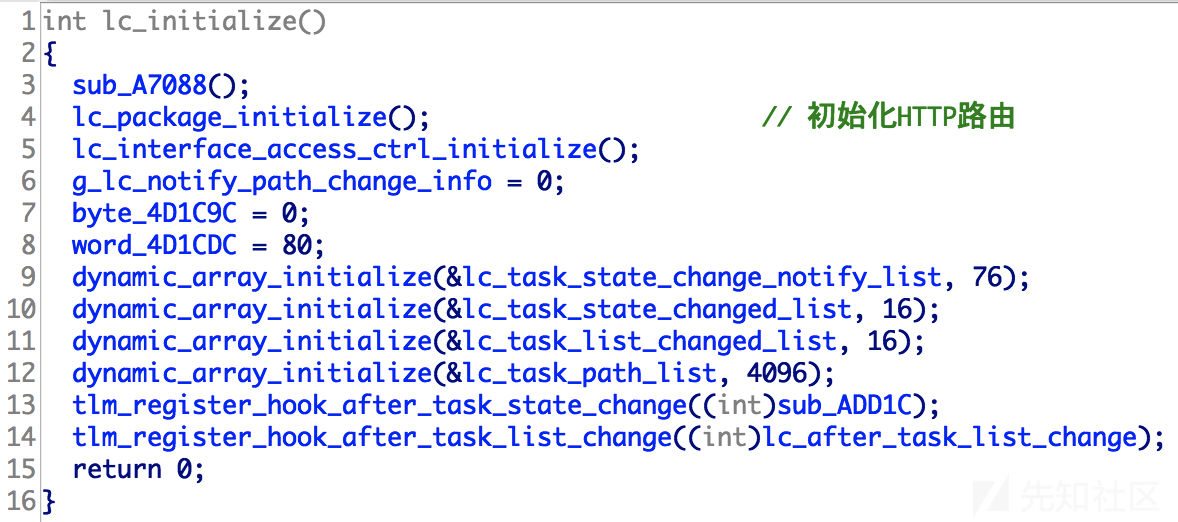 1 int lc_initialize()
2 {
3 sub_A7088();
4 lc_package_initialize(); // 初始化HTTP路由
5 lc_interface_access_ctrl_initialize();
6 g_lc_notify_path_change_info = 0;
7 byte_4D1C9C = 0;
8 word_4D1CDC = 80;
9 dynamic_array_initialize(&lc_task_state_change_notify_list, 76);
10 dynamic_array_initialize(&lc_task_state_changed_list, 16);
11 dynamic_array_initialize(&lc_task_list_changed_list, 16);
12 dynamic_array_initialize(&lc_task_path_list, 4096);
13 tlm_register_hook_after_task_state_change((int)sub_ADD1C);
14 tlm_register_hook_after_task_list_change((int)lc_after_task_list_change);
15 return 0;
16 }
先知社区